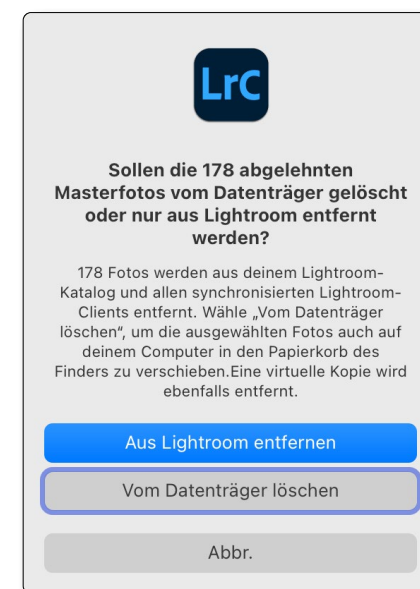 LrC
Sollen die 178 abgelehnten
Masterfotos vom Datenträger gelöscht
oder nur aus Lightroom entfernt
werden?
178 Fotos werden aus deinem Lightroom-
Katalog und allen synchronisierten Lightroom-
Clients entfernt. Wähle „Vom Datenträger
löschen“, um die ausgewählten Fotos auch auf
deinem Computer in den Papierkorb des
Finders zu verschieben.Eine virtuelle Kopie wird
ebenfalls entfernt.
Aus Lightroom entfernen
Vom Datenträger löschen
Abbr.